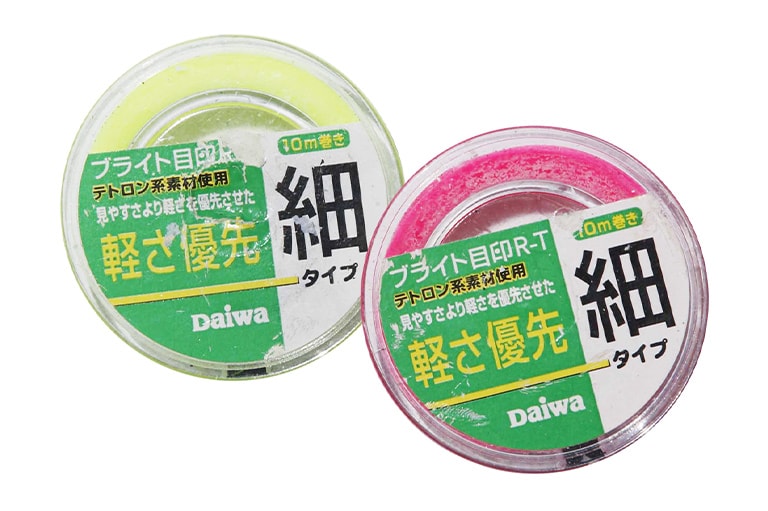 10m巻き
ブライト目印
テトロン系素材使用
見やすさより軽さを優先させた
軽さ優先
細
タイプ
Daiwa
10m巻き
ブライト目印R-T
テトロン系素材使用
見やすさより軽さを優先させた
軽さ優先
細
タイプ
Daiwa